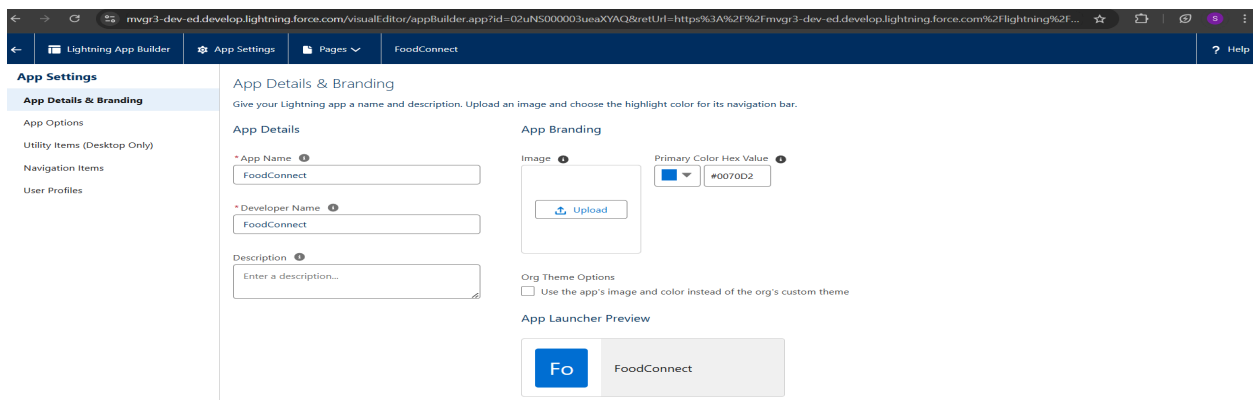 mvgr3-dev-ed.develop.lightning.force.com/visualEditor/appBuilder.app?id=02uNS000003ueaXYAQ&retUrl=https%3A%2F%2Fmvgr3-dev-ed.develop.lightning.force.com%2Flightning%2F... S
Lightning App Builder App Settings Pages FoodConnect ? Help
App Settings
App Details & Branding
App Options
Utility Items (Desktop Only)
Navigation Items
User Profiles
App Details & Branding
Give your Lightning app a name and description. Upload an image and choose the highlight color for its navigation bar.
App Details
*App Name
FoodConnect
*Developer Name
FoodConnect
Description
Enter a description...
App Branding
Image Primary Color Hex Value
#0070D2
Upload
Org Theme Options
Use the app's image and color instead of the org's custom theme
App Launcher Preview
Fo FoodConnect